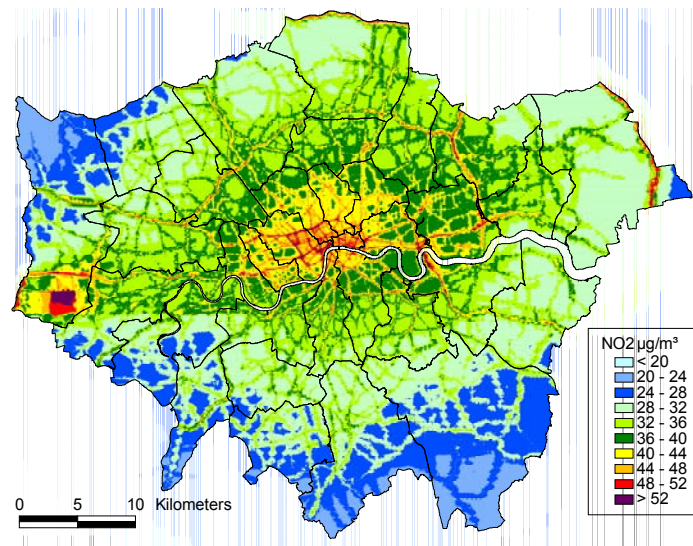 NO2 µg/m³
< 20
20 - 24
24 - 28
28 - 32
32 - 36
36 - 40
40 - 44
44 - 48
48 - 52
> 52
0 5 10 Kilometers